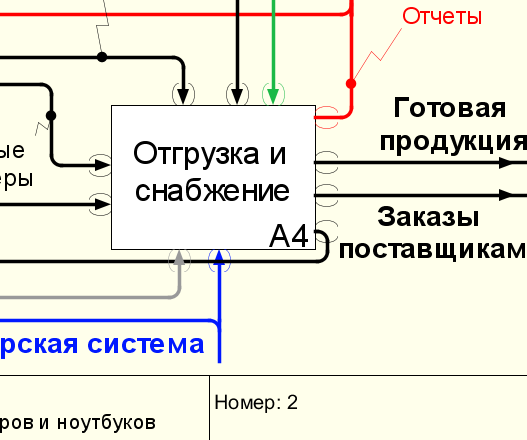 Отчеты
Готовая
продукция
ые
еры
Отгрузка и
снабжение
A4
Заказы
поставщикам
рская система
Номер: 2
ров и ноутбуков